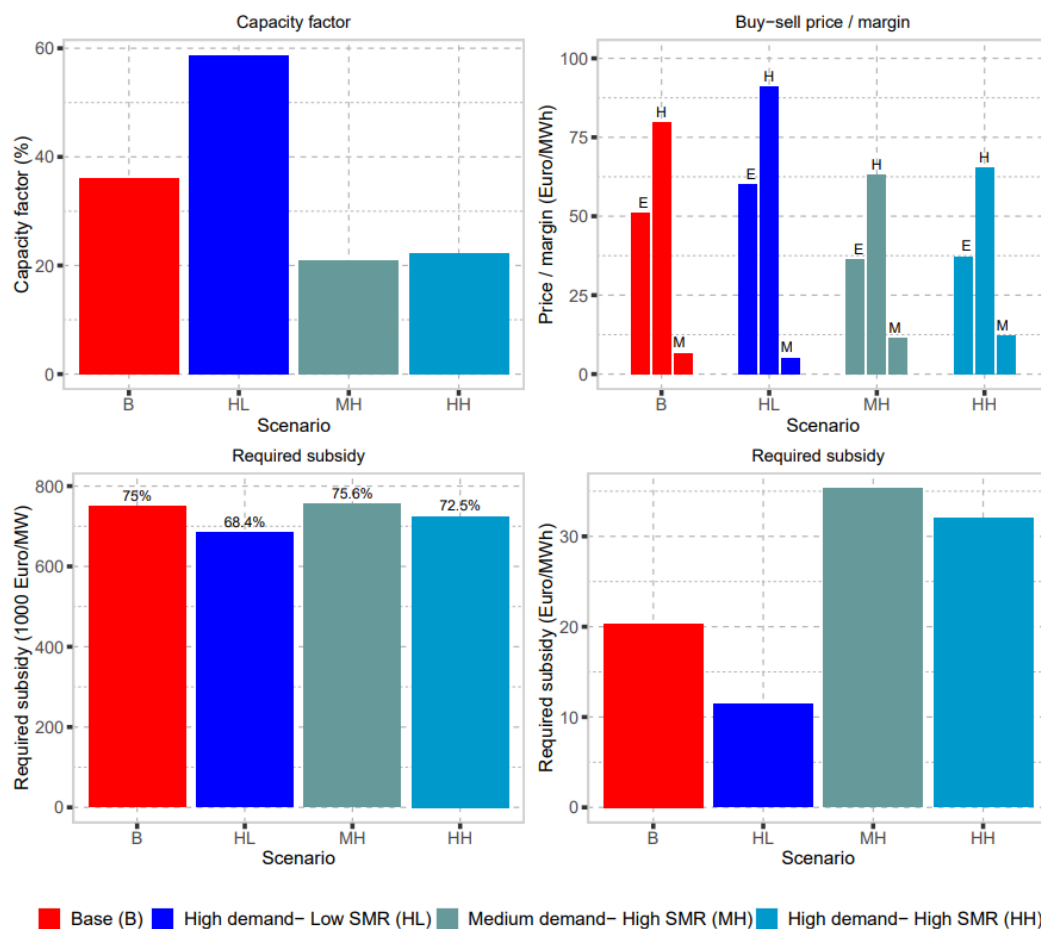 Capacity factor
Capacity factor (%)
60
40
20
0
B
HL
MH
HH
Scenario
Buy−sell price / margin
Price / margin (Euro/MWh)
100
75
50
25
0
E
H
M
E
H
M
E
H
M
E
H
M
B
HL
MH
HH
Scenario
Required subsidy
Required subsidy (1000 Euro/MW)
800
600
400
200
0
75%
68.4%
75.6%
72.5%
B
HL
MH
HH
Scenario
Required subsidy
Required subsidy (Euro/MWh)
30
20
10
0
B
HL
MH
HH
Scenario
Base (B)
High demand− Low SMR (HL)
Medium demand− High SMR (MH)
High demand− High SMR (HH)